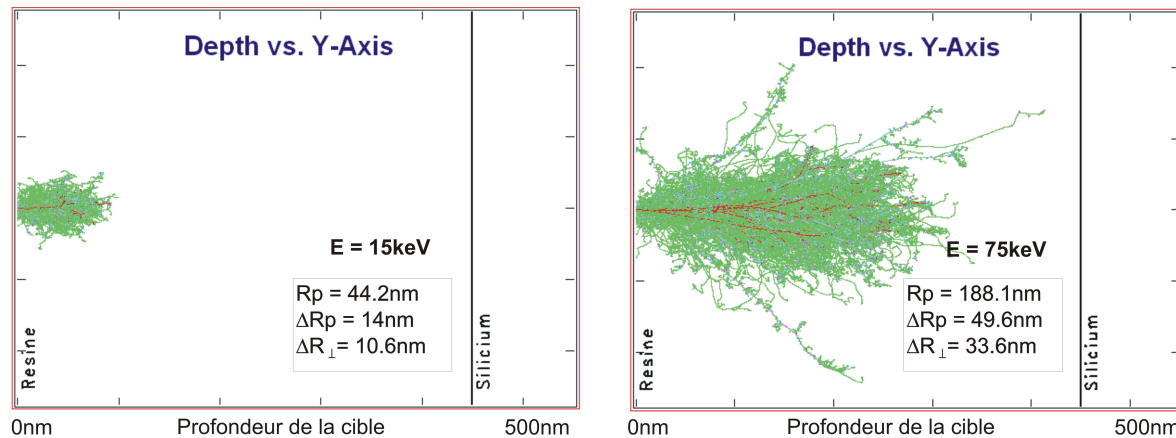 Depth vs. Y-Axis
E = 15keV
Rp = 44.2nm
ΔRp = 14nm
ΔR⊥= 10.6nm
Resine
Silicium
0nm
Profondeur de la cible
500nm
Depth vs. Y-Axis
E = 75keV
Rp = 188.1nm
ΔRp = 49.6nm
ΔR⊥= 33.6nm
Resine
Silicium
0nm
Profondeur de la cible
500nm